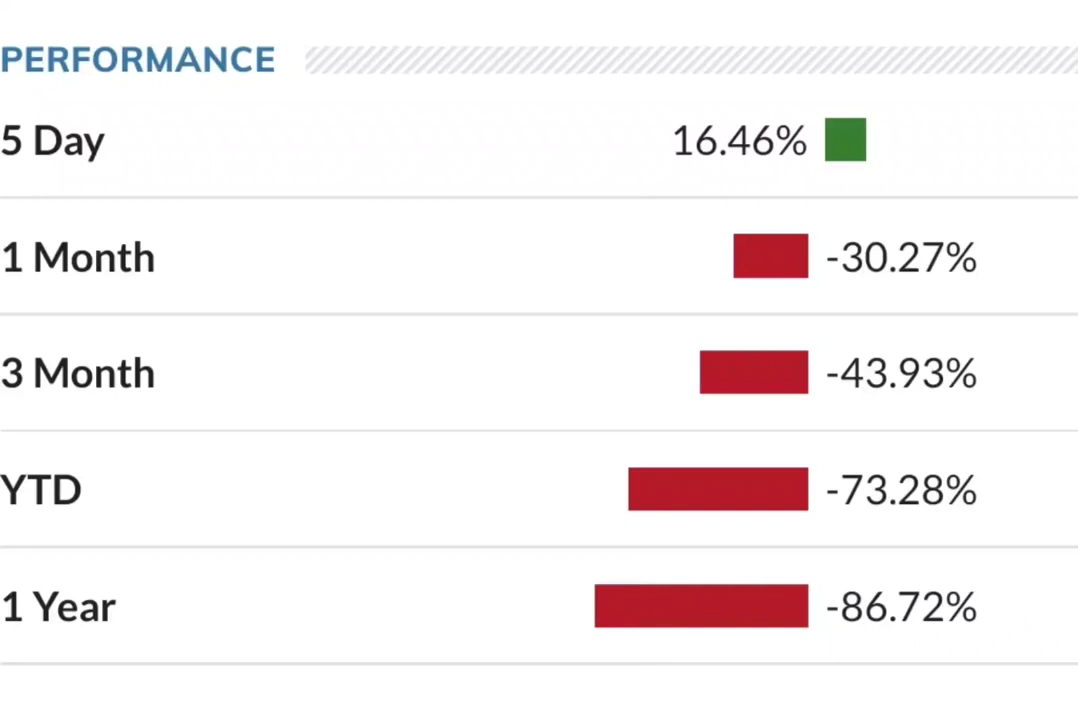 PERFORMANCE
5 Day 16.46%
1 Month -30.27%
3 Month -43.93%
YTD -73.28%
1 Year -86.72%